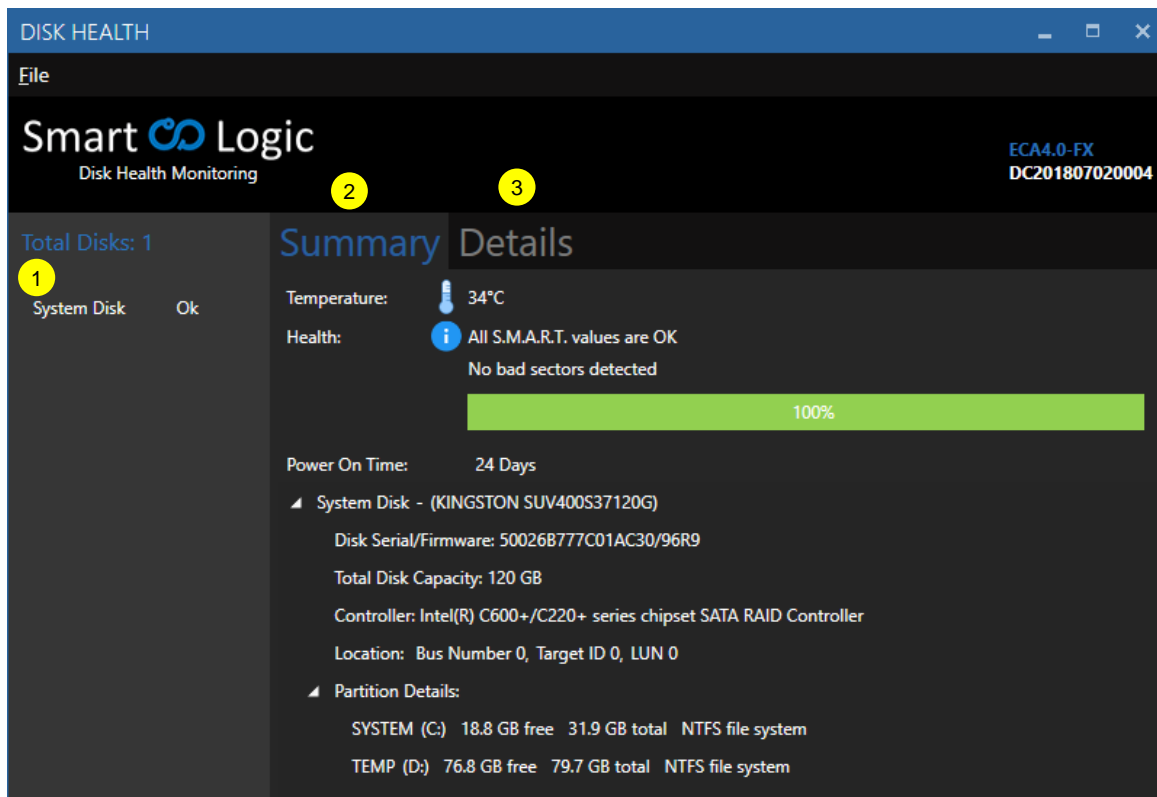 DISK HEALTH
File
Smart Logic
Disk Health Monitoring
ECA4.0-FX
DC201807020004
2
3
Total Disks: 1
Summary Details
1
System Disk Ok
Temperature: 34°C
Health: i All S.M.A.R.T. values are OK
No bad sectors detected
100%
Power On Time: 24 Days
System Disk - (KINGSTON SUV400S37120G)
Disk Serial/Firmware: 50026B777C01AC30/96R9
Total Disk Capacity: 120 GB
Controller: Intel(R) C600+/C220+ series chipset SATA RAID Controller
Location: Bus Number 0, Target ID 0, LUN 0
Partition Details:
SYSTEM (C:) 18.8 GB free 31.9 GB total NTFS file system
TEMP (D:) 76.8 GB free 79.7 GB total NTFS file system